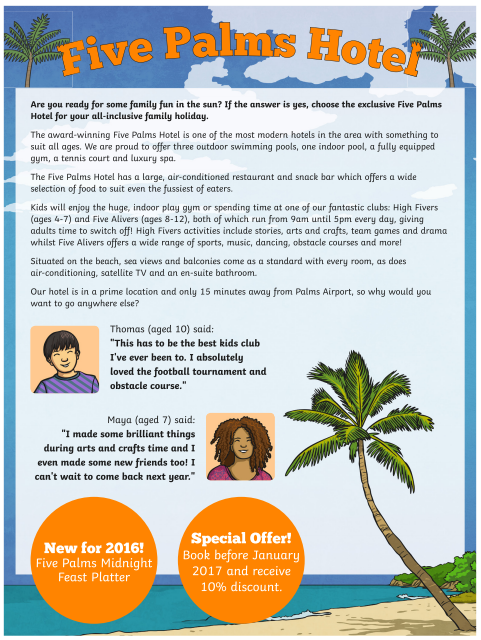 Five Palms Hotel
Are you ready for some family fun in the sun? If the answer is yes, choose the exclusive Five Palms
Hotel for your all-inclusive family holiday.
The award-winning Five Palms Hotel is one of the most modern hotels in the area with something to
suit all ages. We are proud to offer three outdoor swimming pools, one indoor pool, a fully equipped
gym, a tennis court and luxury spa.
The Five Palms Hotel has a large, air-conditioned restaurant and snack bar which offers a wide
selection of food to suit even the fussiest of eaters.
Kids will enjoy the huge, indoor play gym or spending time at one of our fantastic clubs: High Fivers
(ages 4-7) and Five Alivers (ages 8-12), both of which run from 9am until 5pm every day, giving
adults time to switch off! High Fivers activities include stories, arts and crafts, team games and drama
whilst Five Alivers offers a wide range of sports, music, dancing, obstacle courses and more!
Situated on the beach, sea views and balconies come as a standard with every room, as does
air-conditioning, satellite TV and an en-suite bathroom.
Our hotel is in a prime location and only 15 minutes away from Palms Airport, so why would you
want to go anywhere else?
Thomas (aged 10) said:
"This has to be the best kids club
I've ever been to. I absolutely
loved the football tournament and
obstacle course."
Maya (aged 7) said:
"I made some brilliant things
during arts and crafts time and I
even made some new friends too! I
can't wait to come back next year."
New for 2016!
Five Palms Midnight
Feast Platter
Special Offer!
Book before January
2017 and receive
10% discount.